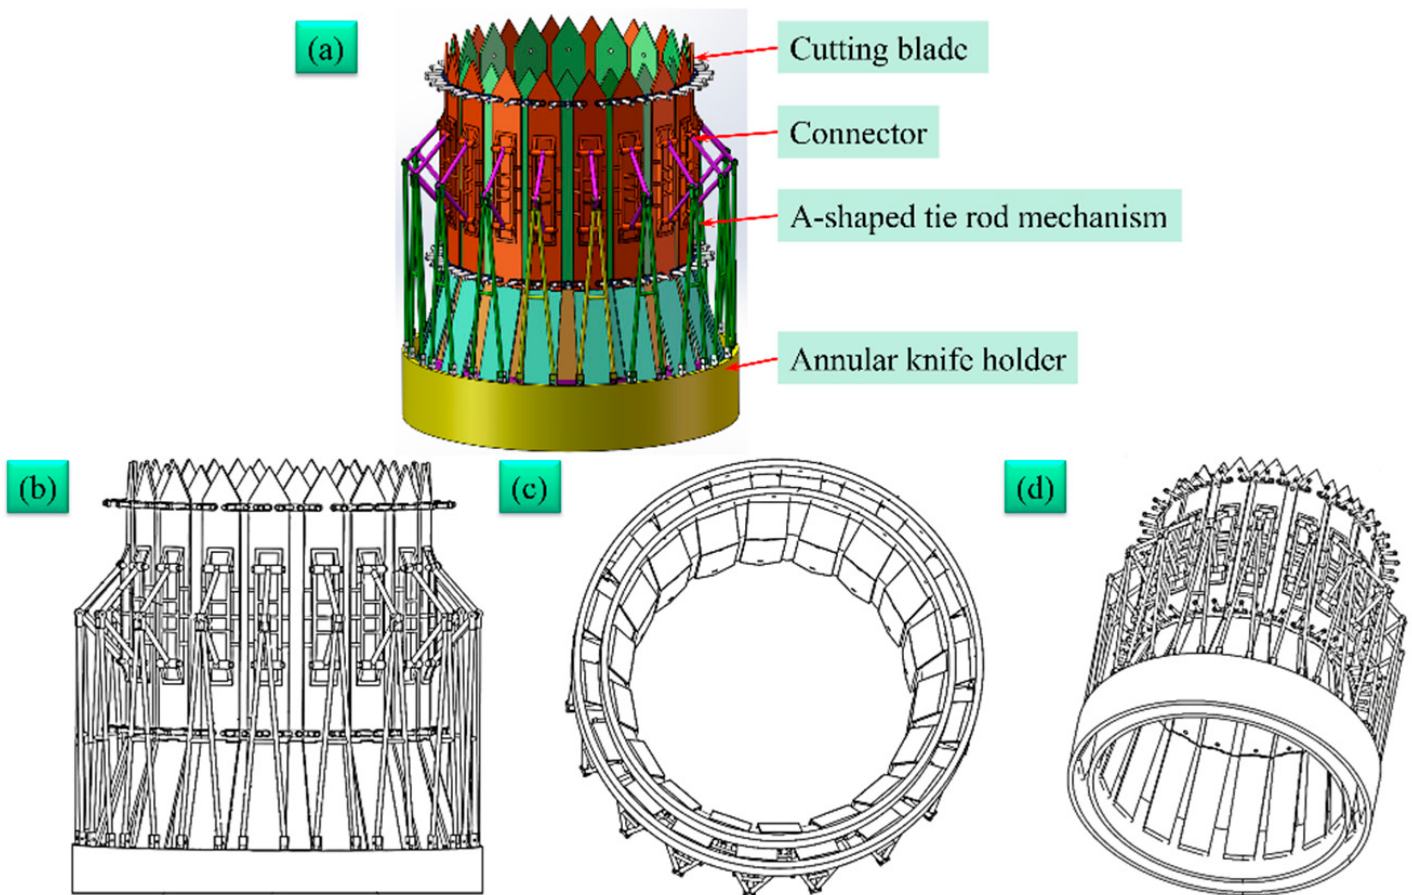 (a)
Cutting blade
Connector
A-shaped tie rod mechanism
Annular knife holder
(b)
(c)
(d)